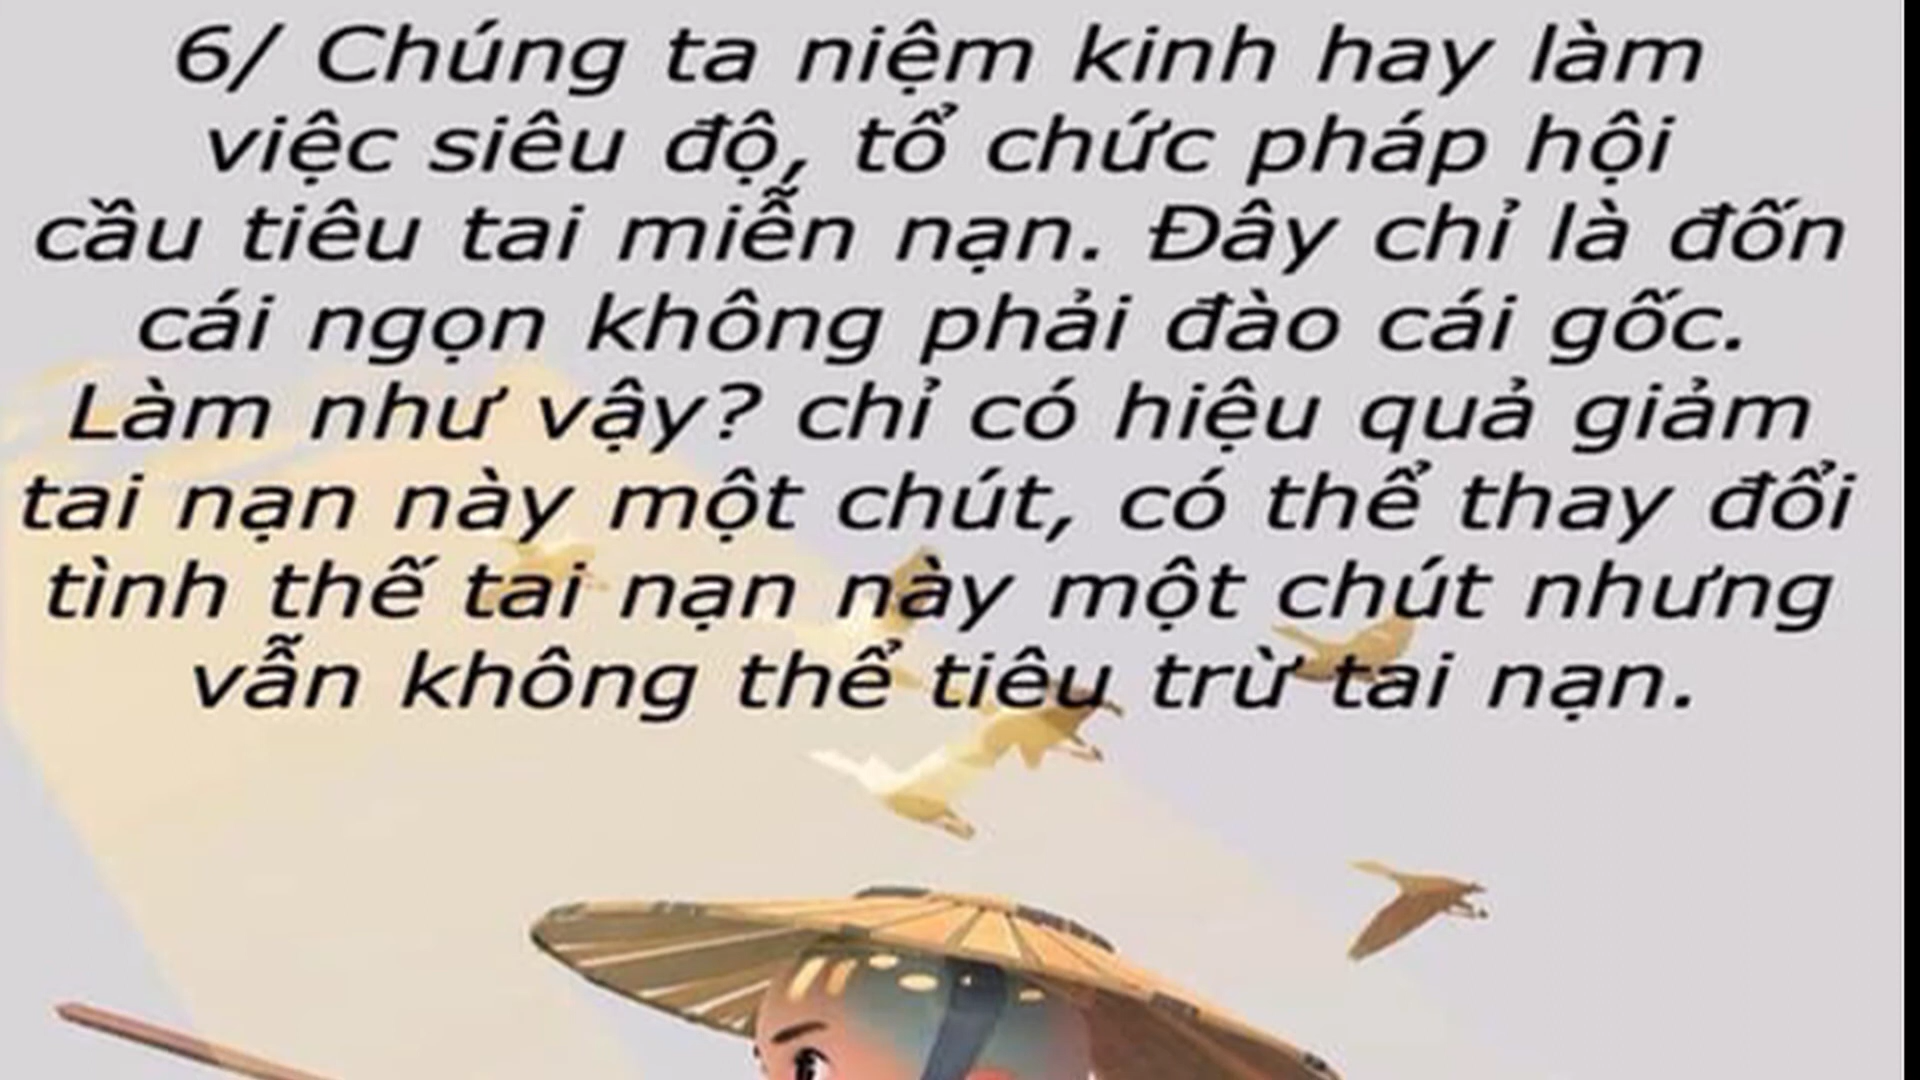 6/ Chúng ta niệm kinh hay làm
việc siêu độ, tổ chức pháp hội
cầu tiêu tai miễn nạn. Đây chỉ là đốn
cái ngọn không phải đào cái gốc.
Làm như vậy? chỉ có hiệu quả giảm
tai nạn này một chút, có thể thay đổi
tình thế tai nạn này một chút nhưng
vẫn không thể tiêu trừ tai nạn.